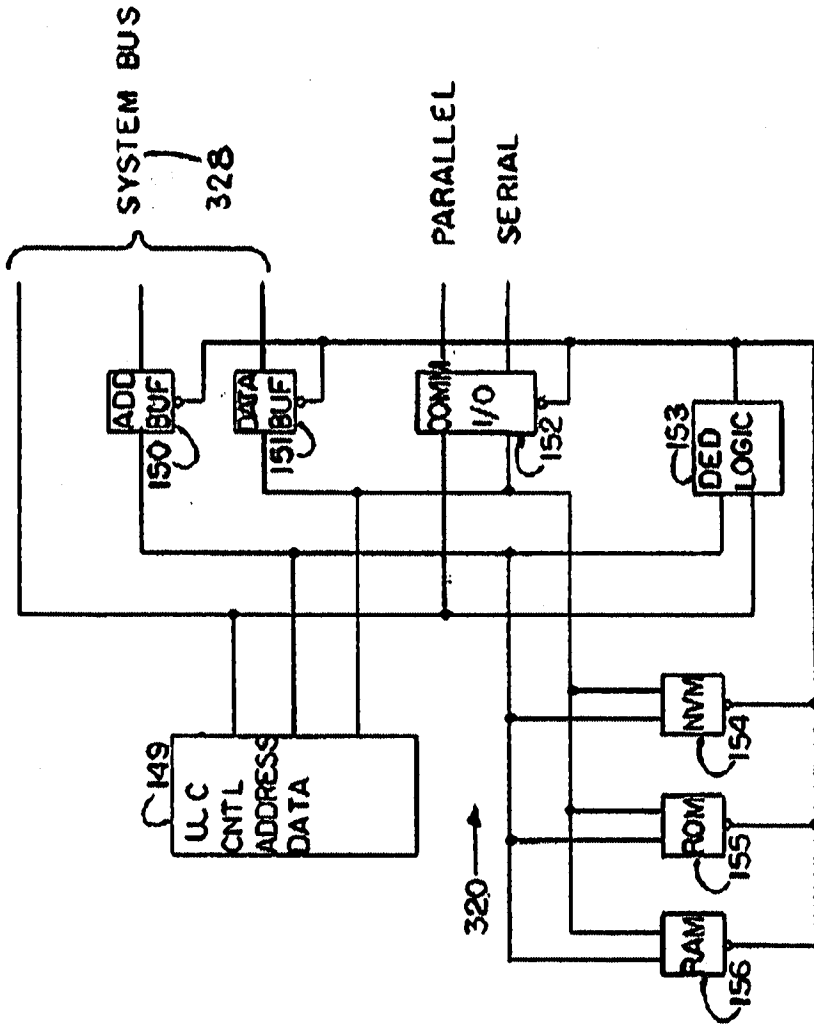 SYSTEM BUS
328
ADD
BUF
150
DATA
BUF
151
PARALLEL
SERIAL
COMM
I/O
152
153
DED
LOGIC
149
UC
CNTL
ADDRESS
DATA
320
NVM
154
ROM
155
RAM
156